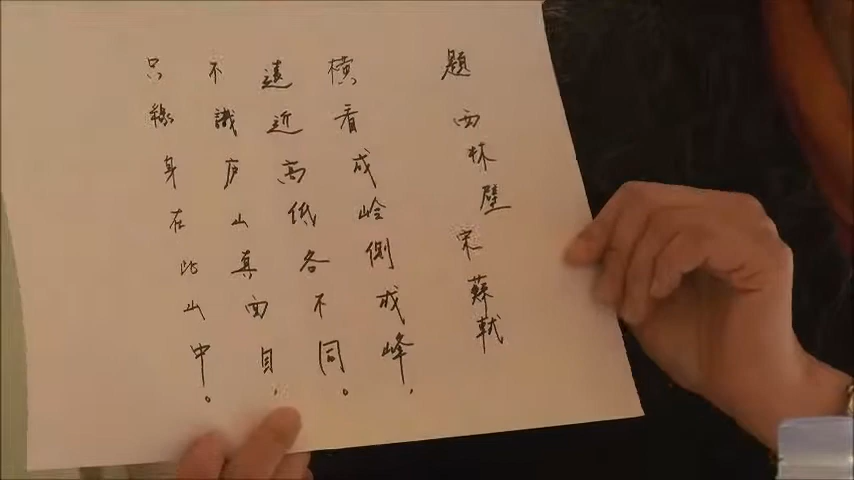 題西林壁 宋 蘇軾
橫看成岭側成峰，
遠近高低各不同。
不識庐山真面目，
只緣身在此山中。